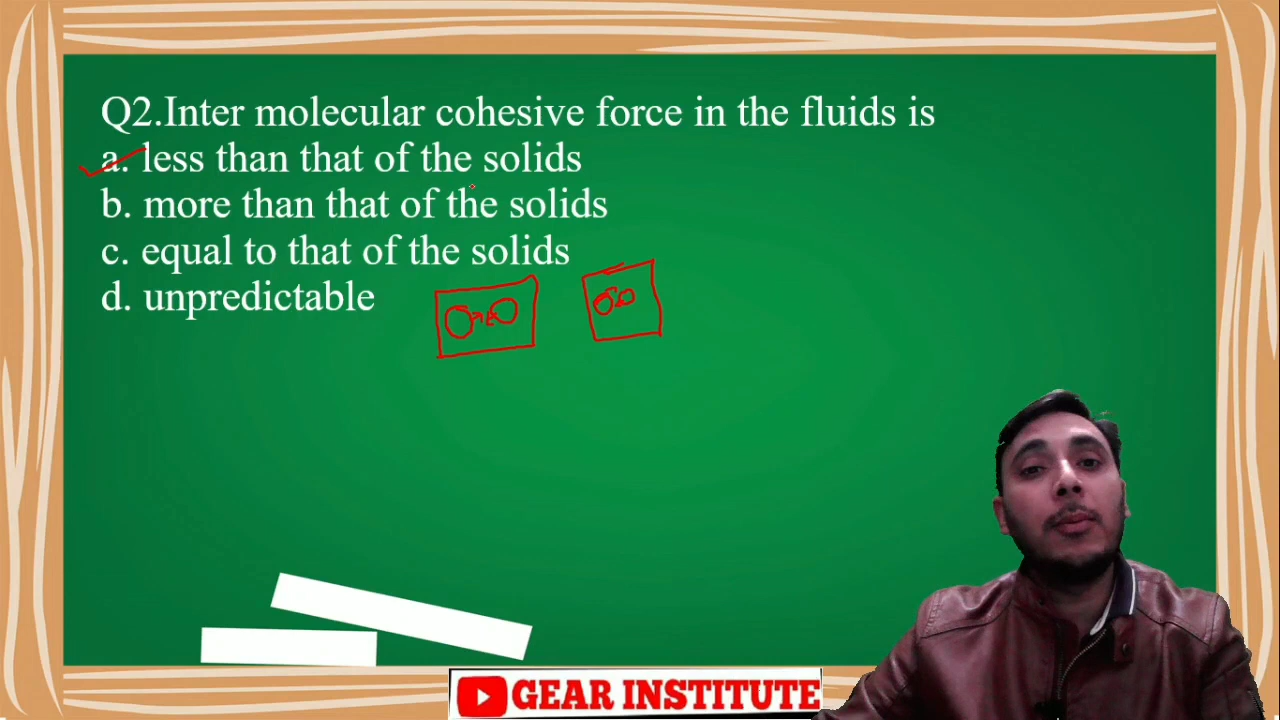 Q2.Inter molecular cohesive force in the fluids is
a. less than that of the solids
b. more than that of the solids
c. equal to that of the solids
d. unpredictable
GEAR INSTITUTE